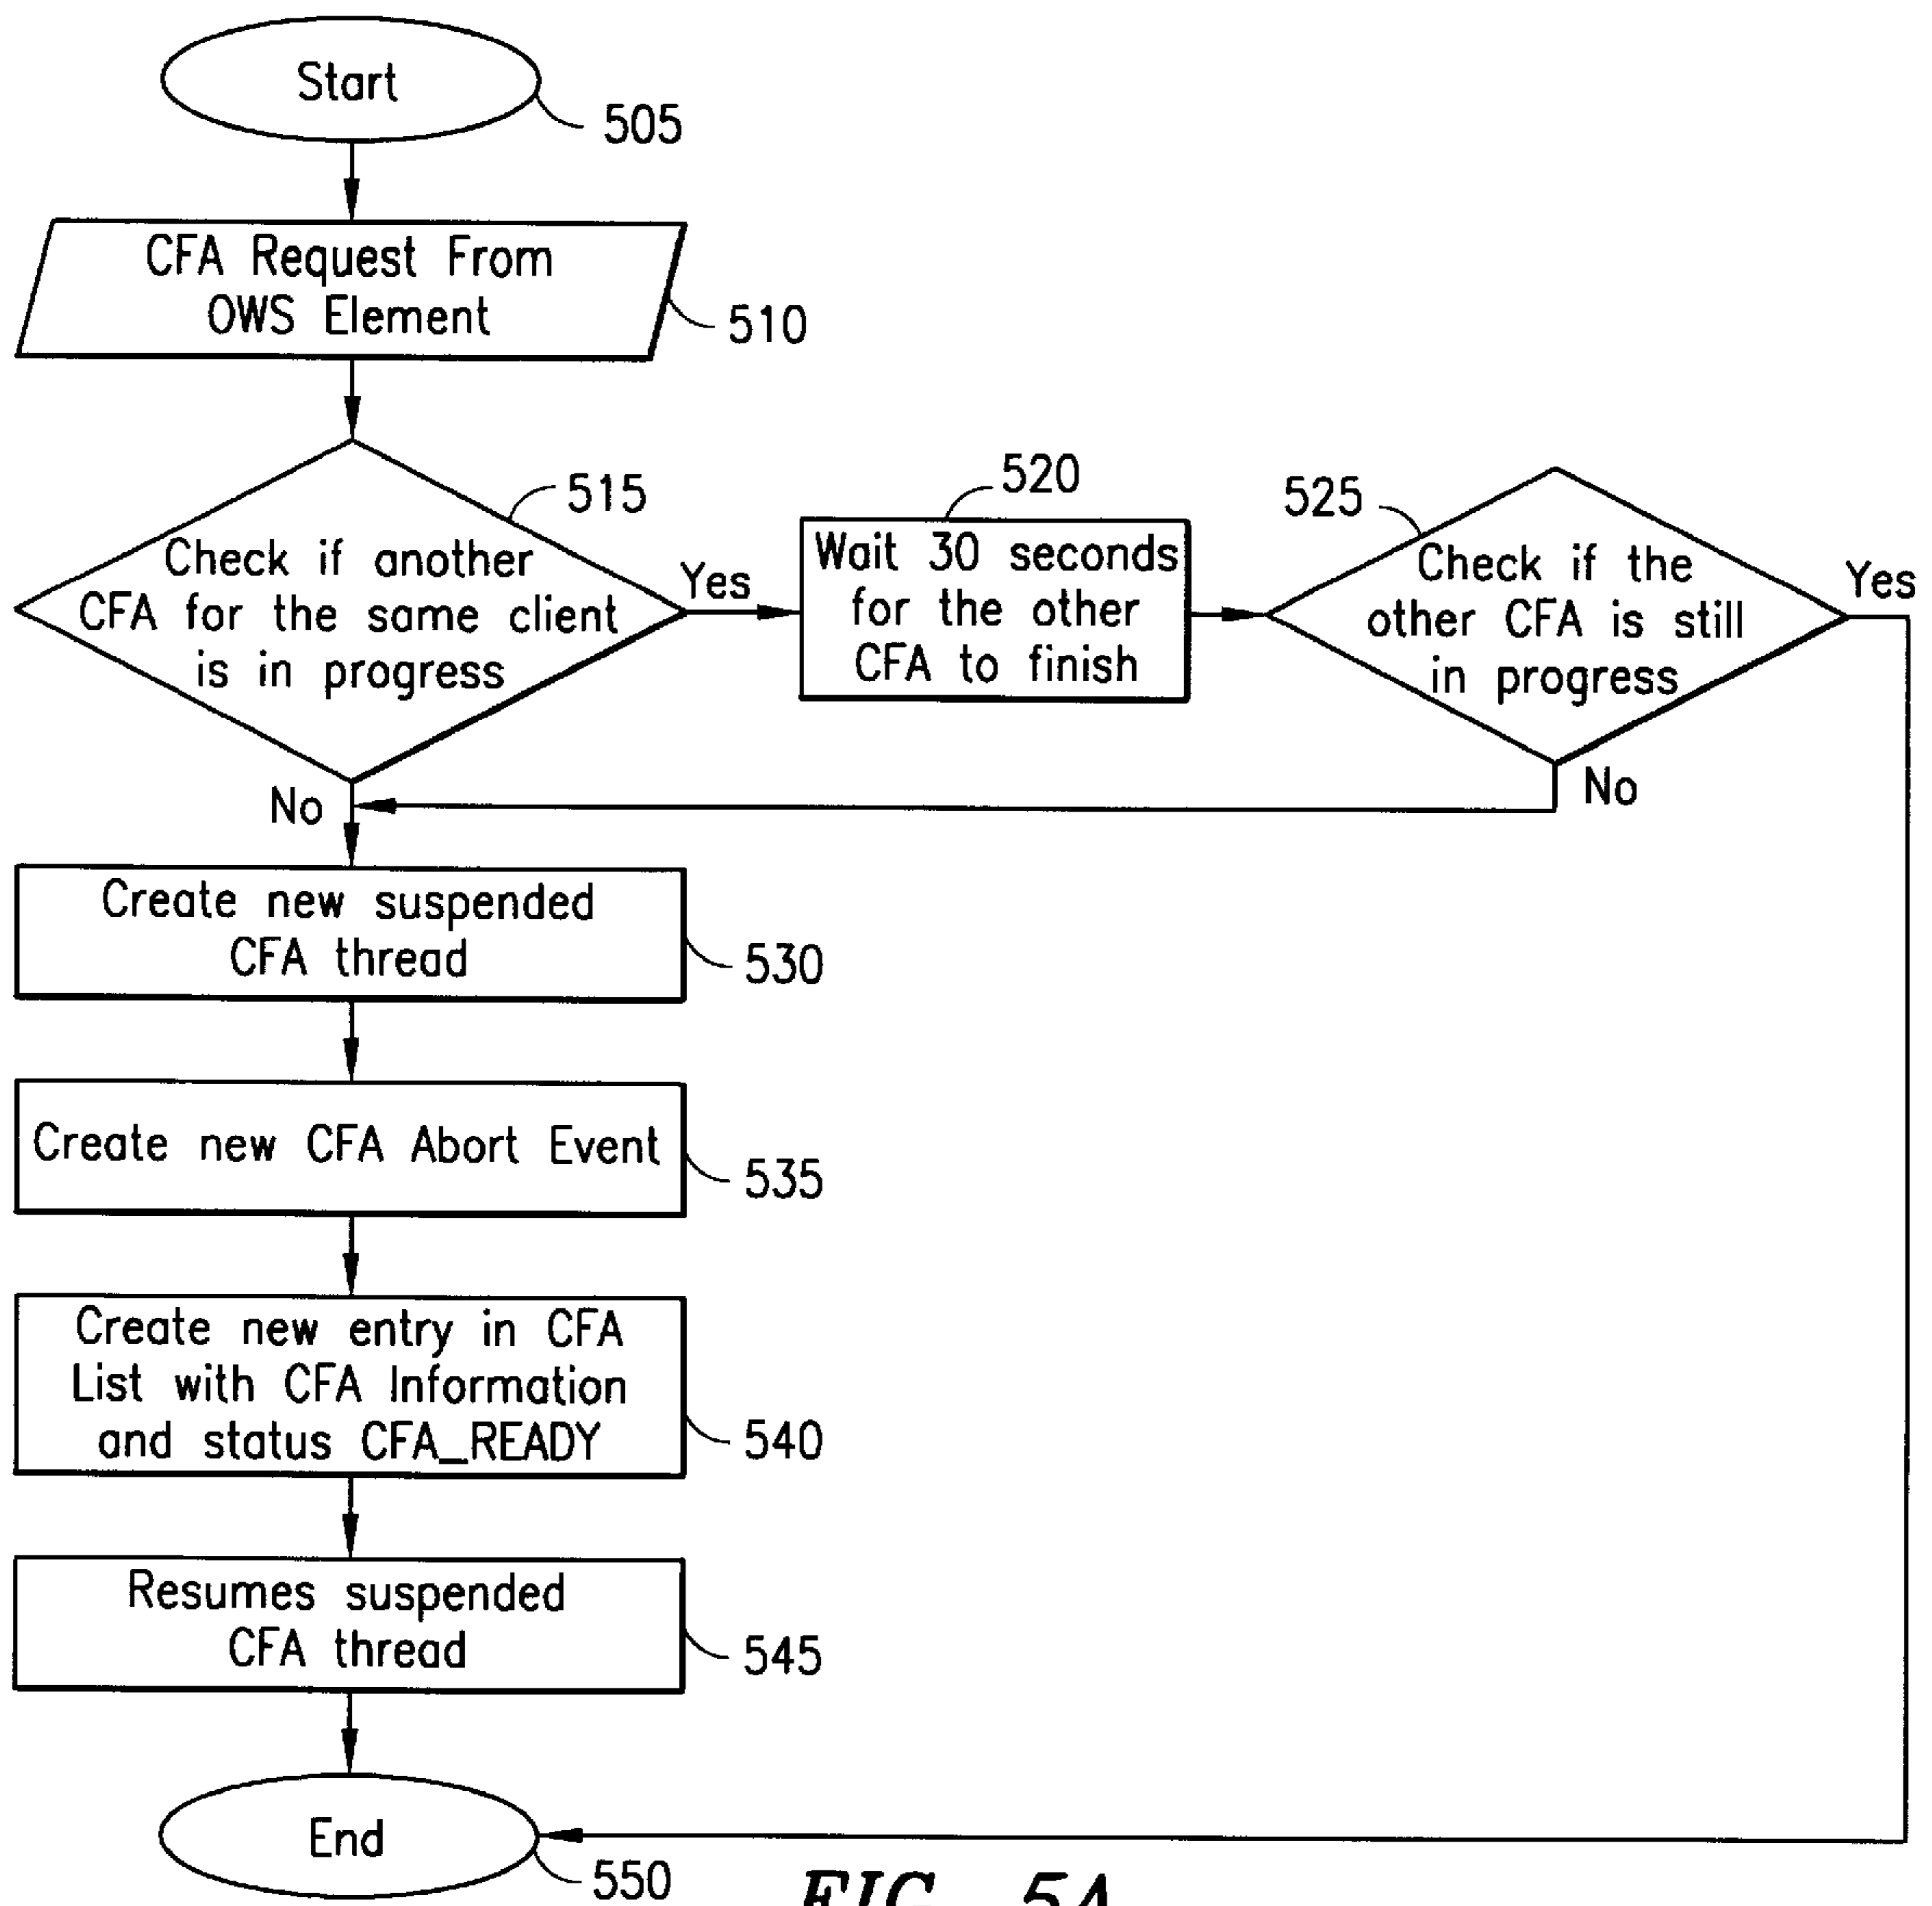 Start
505
CFA Request From
OWS Element
510
515
Check if another
CFA for the same client
is in progress
Yes
520
Wait 30 seconds
for the other
CFA to finish
525
Check if the
other CFA is still
in progress
Yes
No
No
Create new suspended
CFA thread
530
Create new CFA Abort Event
535
Create new entry in CFA
List with CFA Information
and status CFA_READY
540
Resumes suspended
CFA thread
545
End
550
FIG. 5A